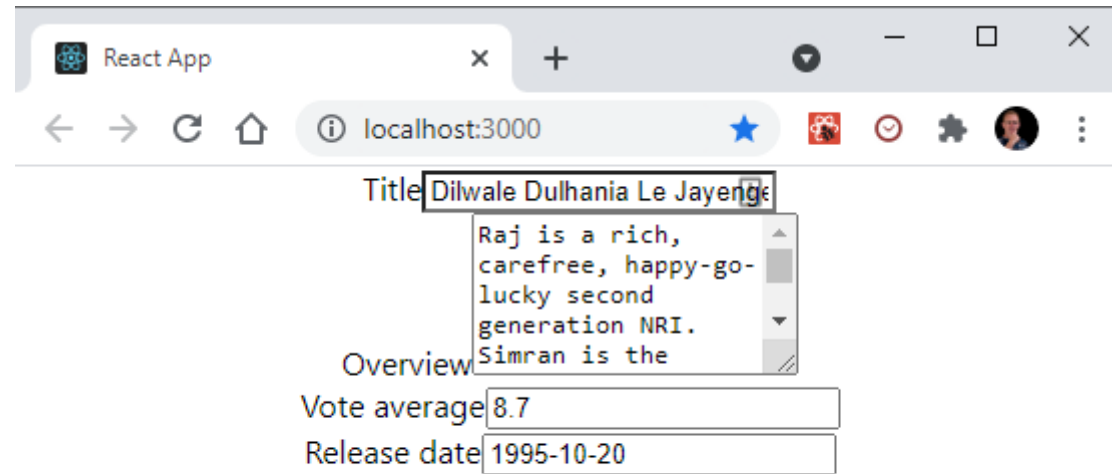 React App
localhost:3000
Title Dilwale Dulhania Le Jayenge
Raj is a rich,
carefree, happy-go-
lucky second
generation NRI.
Simran is the
Overview
Vote average 8.7
Release date 1995-10-20